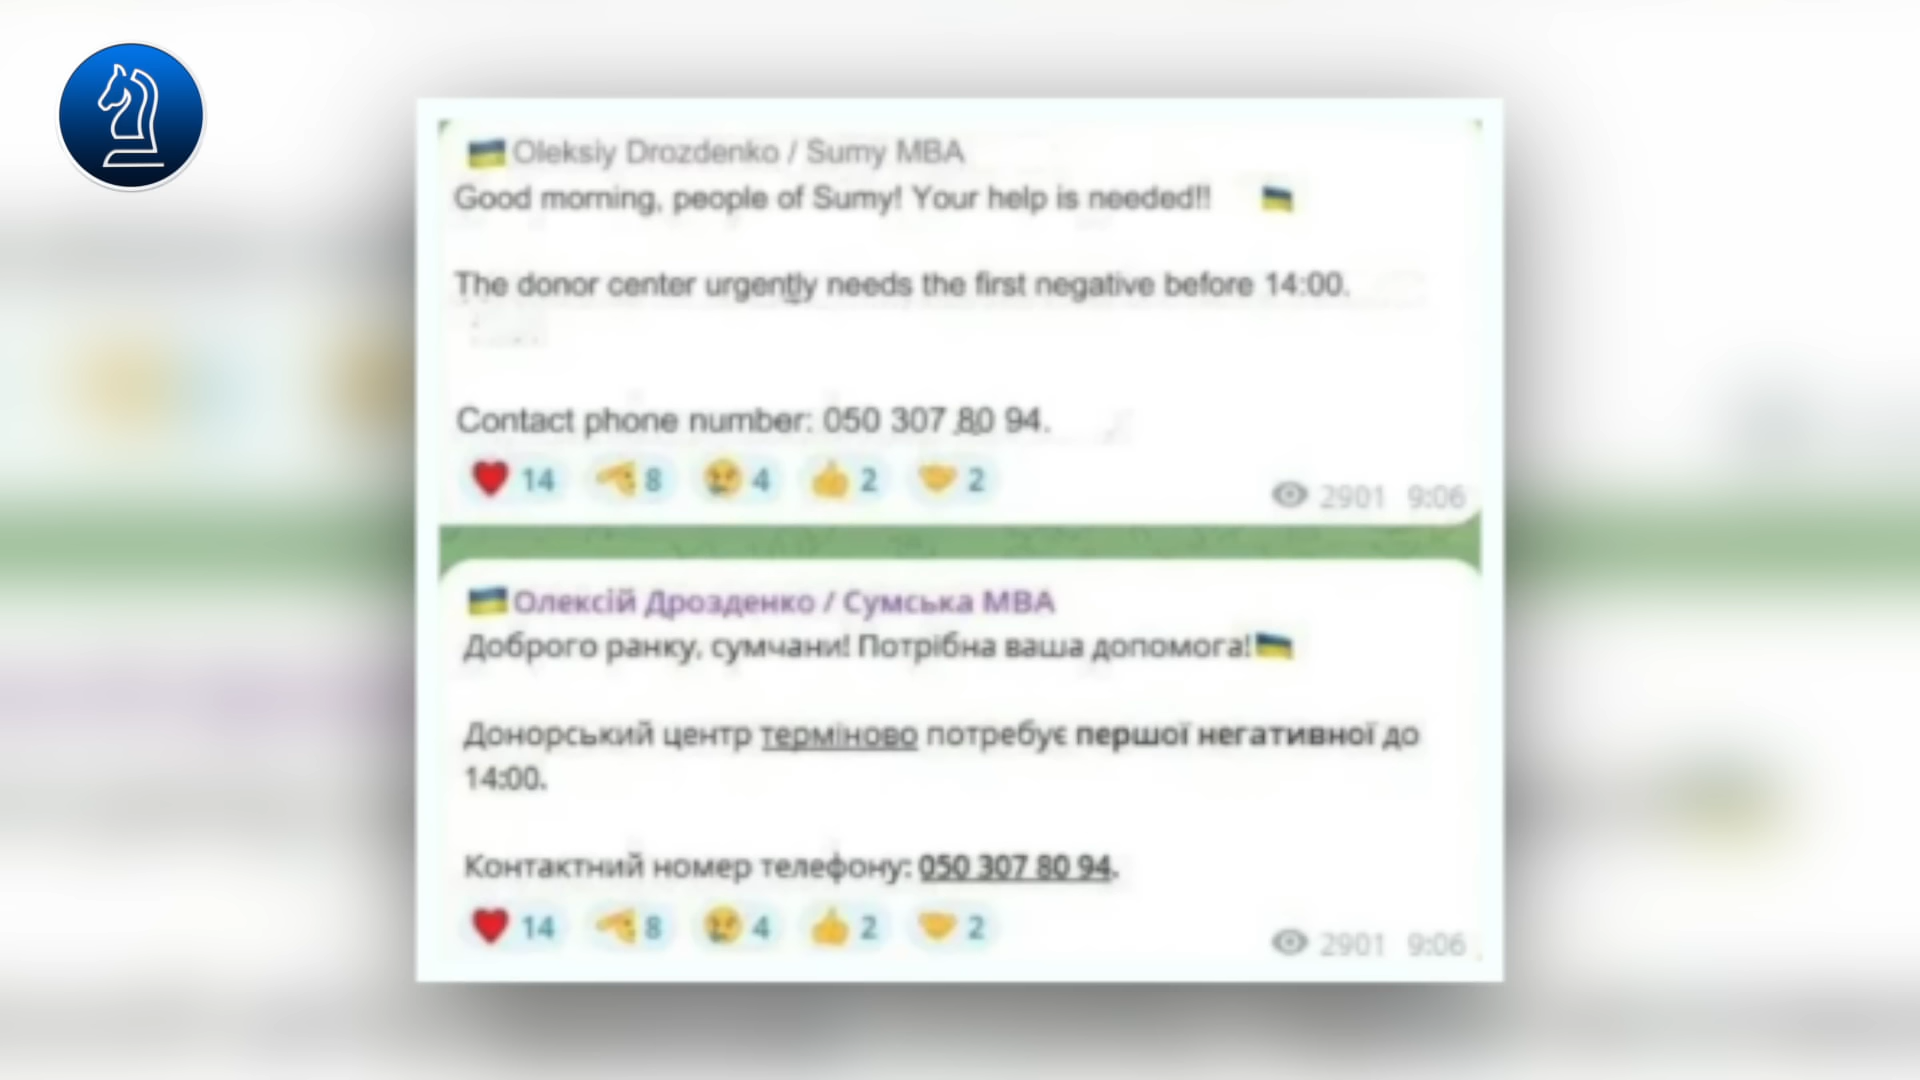 Oleksiy Drozdenko / Sumy MBA
Good morning, people of Sumy! Your help is needed!!
The donor center urgently needs the first negative before 14:00.
Contact phone number: 050 307 80 94.
14 8 4 2 2
2901 9:06
Олексій Дрозденко / Сумська МВА
Доброго ранку, сумчани! Потрібна ваша допомога!
Донорський центр терміново потребує першої негативної до
14:00.
Контактний номер телефону: 050 307 80 94.
14 8 4 2 2
2901 9:06